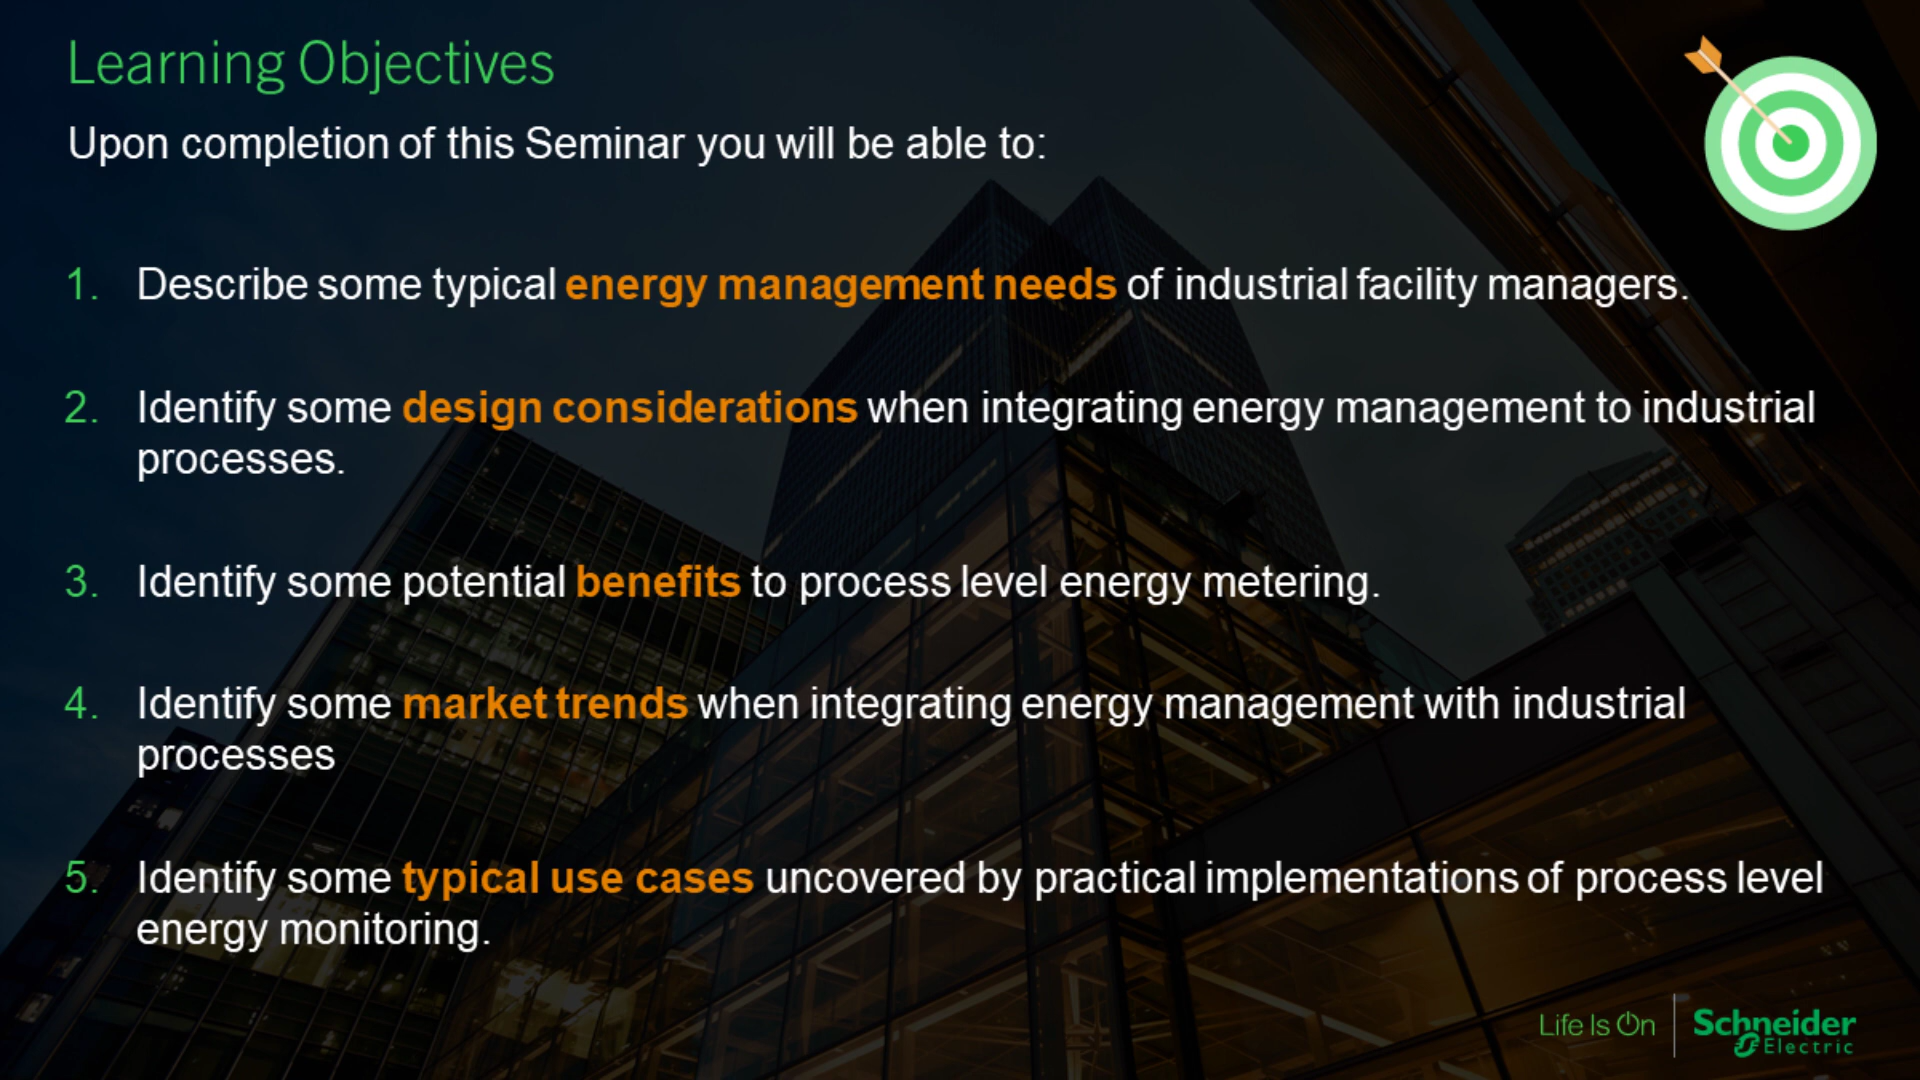 Learning Objectives
Upon completion of this Seminar you will be able to:
1. Describe some typical energy management needs of industrial facility managers.
2. Identify some design considerations when integrating energy management to industrial
processes.
3. Identify some potential benefits to process level energy metering.
4. Identify some market trends when integrating energy management with industrial
processes
5. Identify some typical use cases uncovered by practical implementations of process level
energy monitoring.
Life Is On
Schneider
Electric